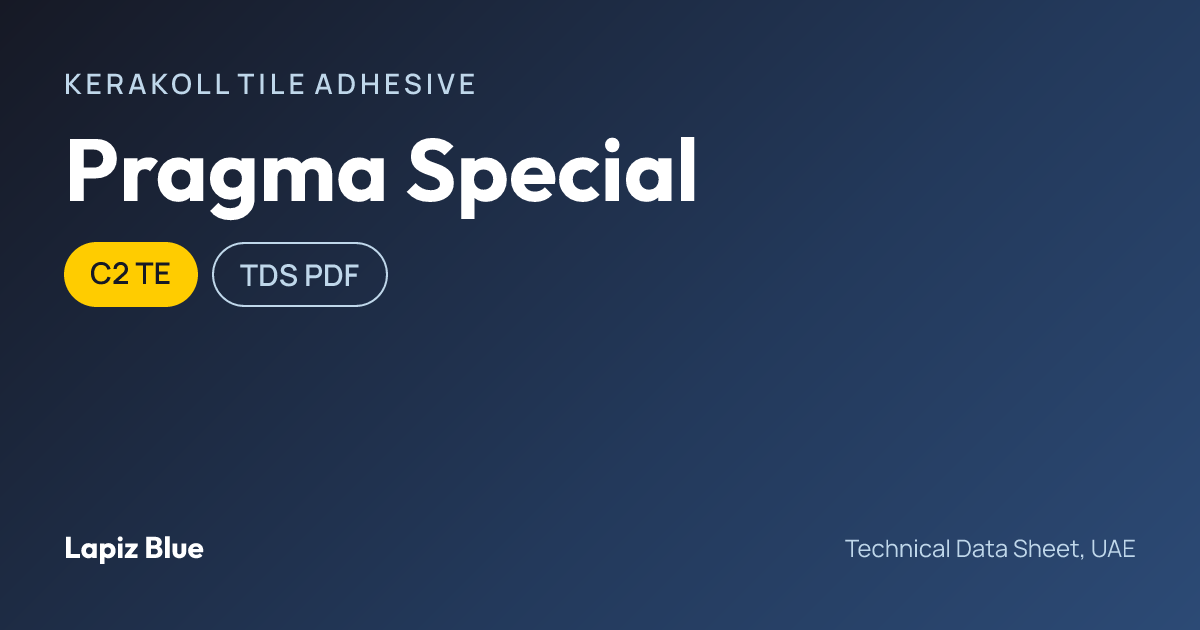 KERAKOLL TILE ADHESIVE
Pragma Special
C2 TE TDS PDF
Lapiz Blue Technical Data Sheet, UAE